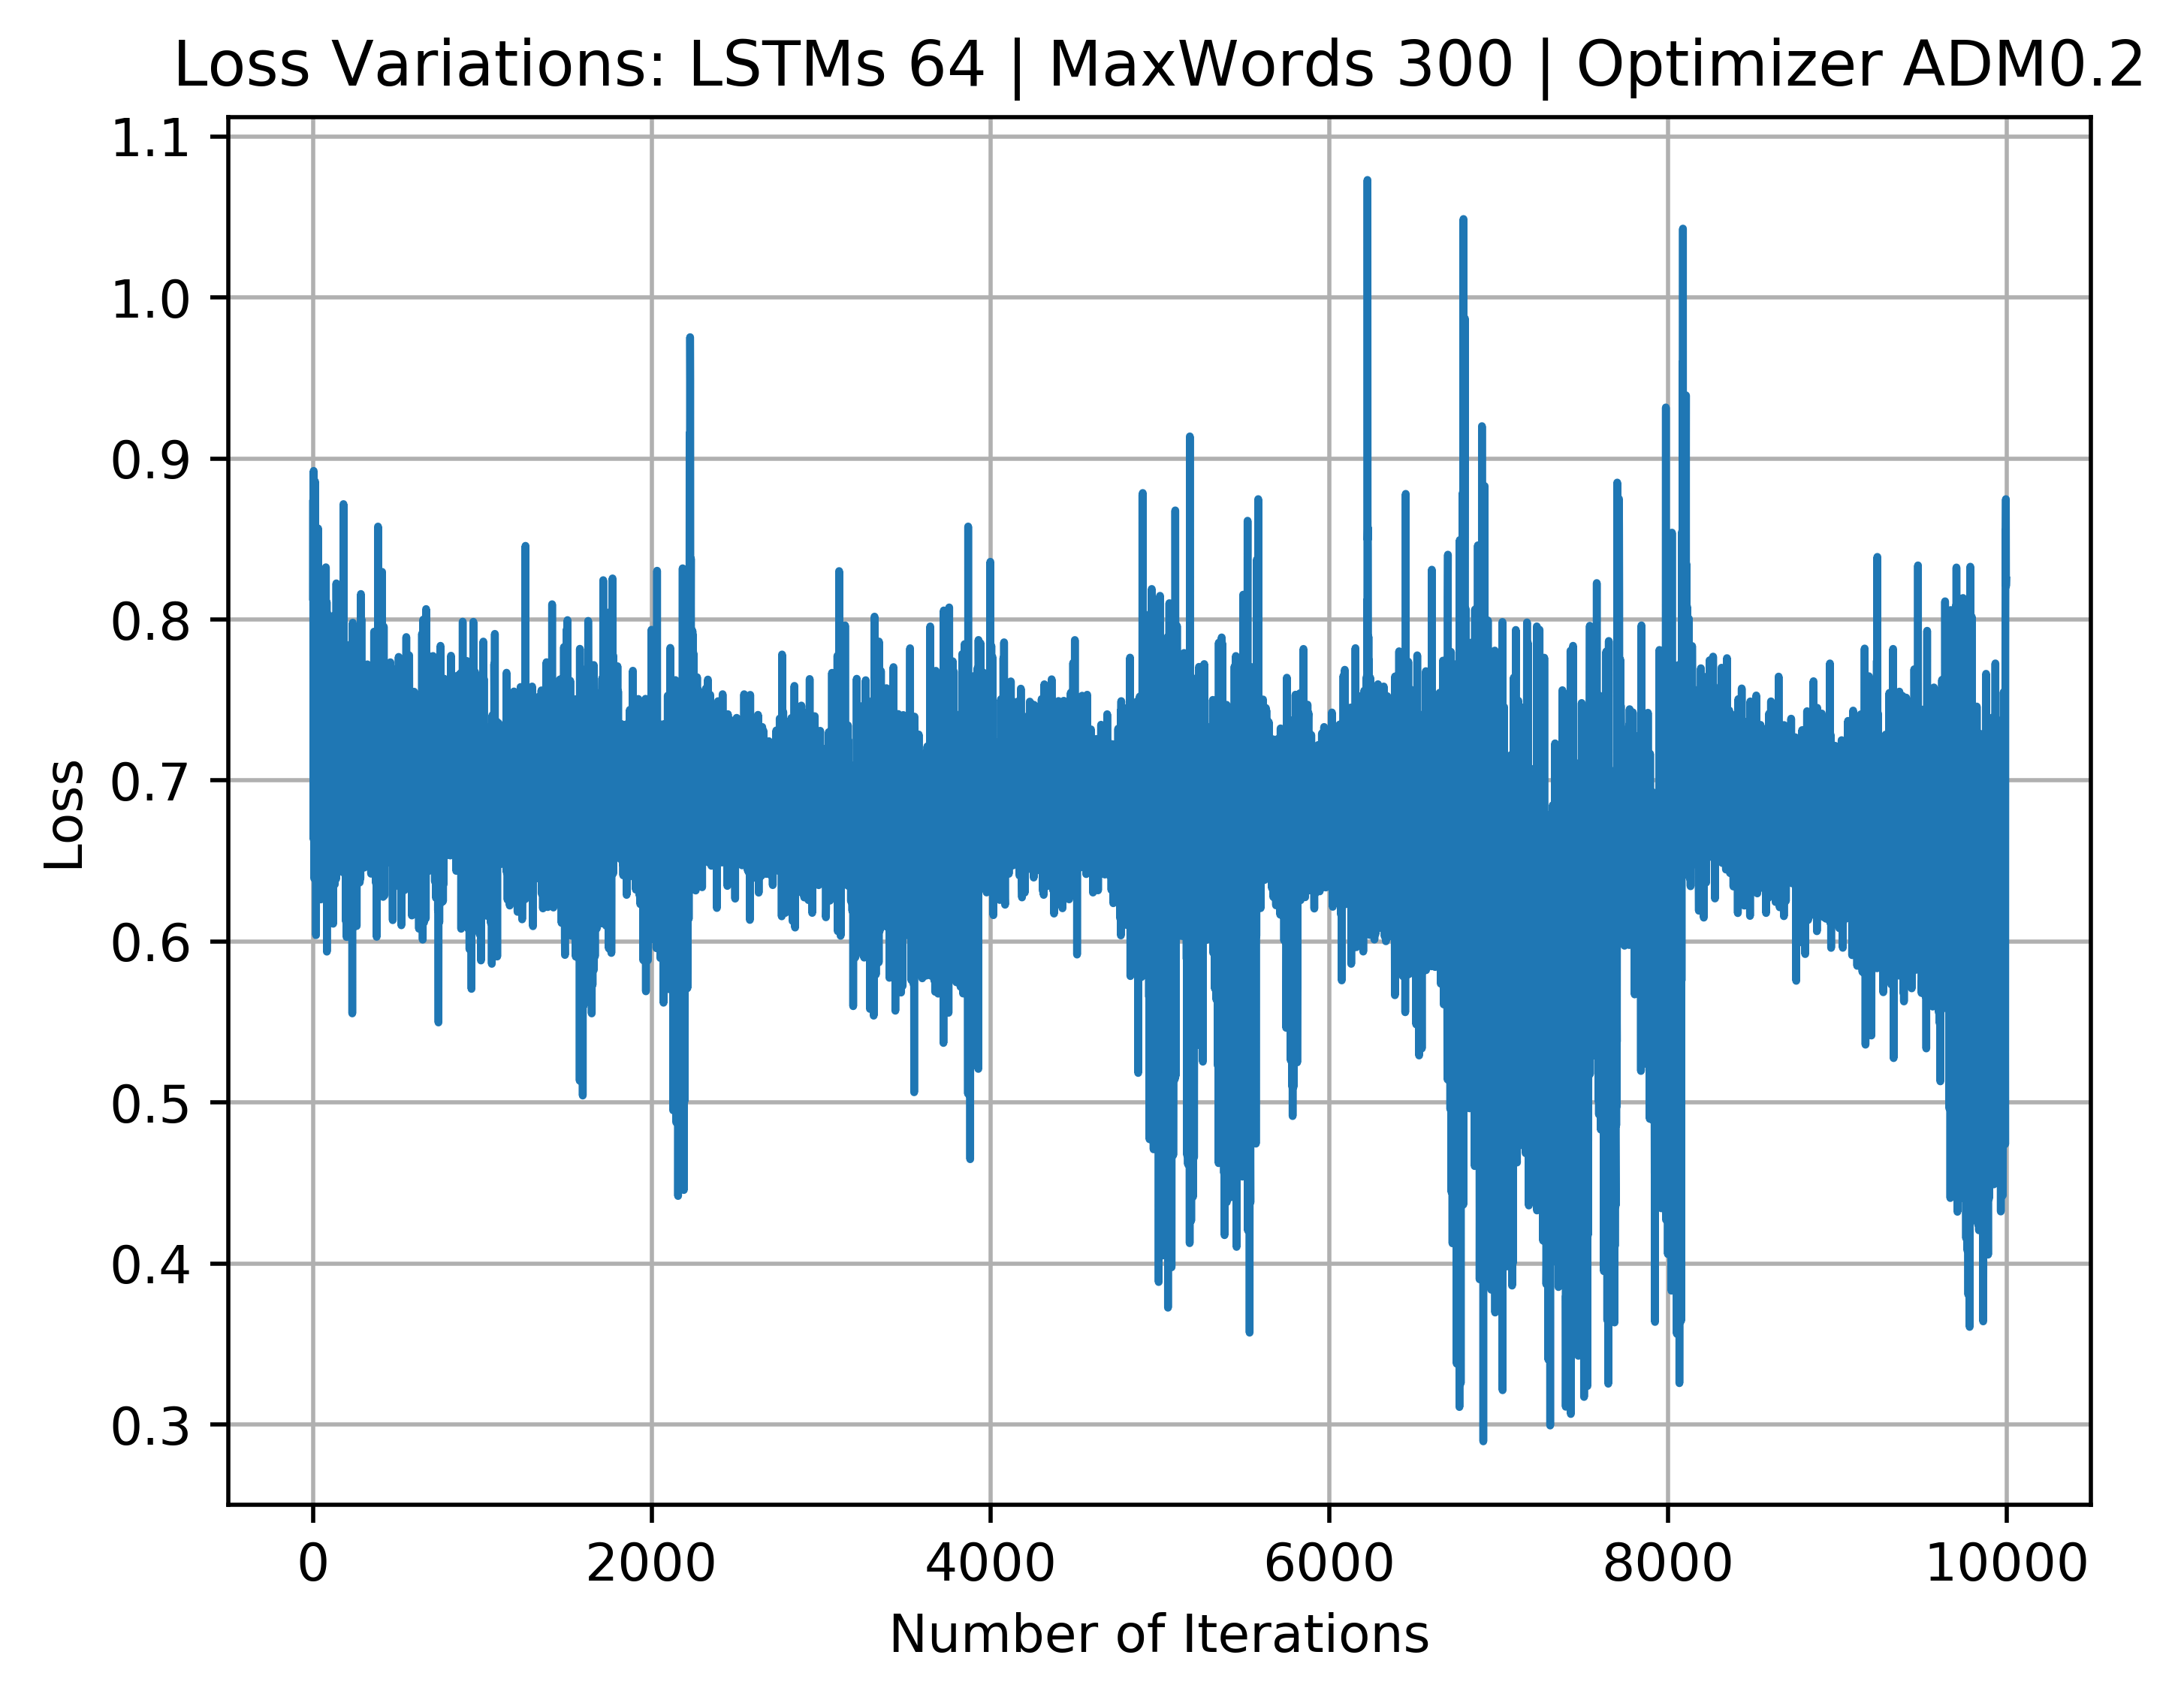 Loss Variations: LSTMs 64 | MaxWords 300 | Optimizer ADM0.2
1.1
1.0
0.9
0.8
0.7
0.6
0.5
0.4
0.3
Loss
0 2000 4000 6000 8000 10000
Number of Iterations